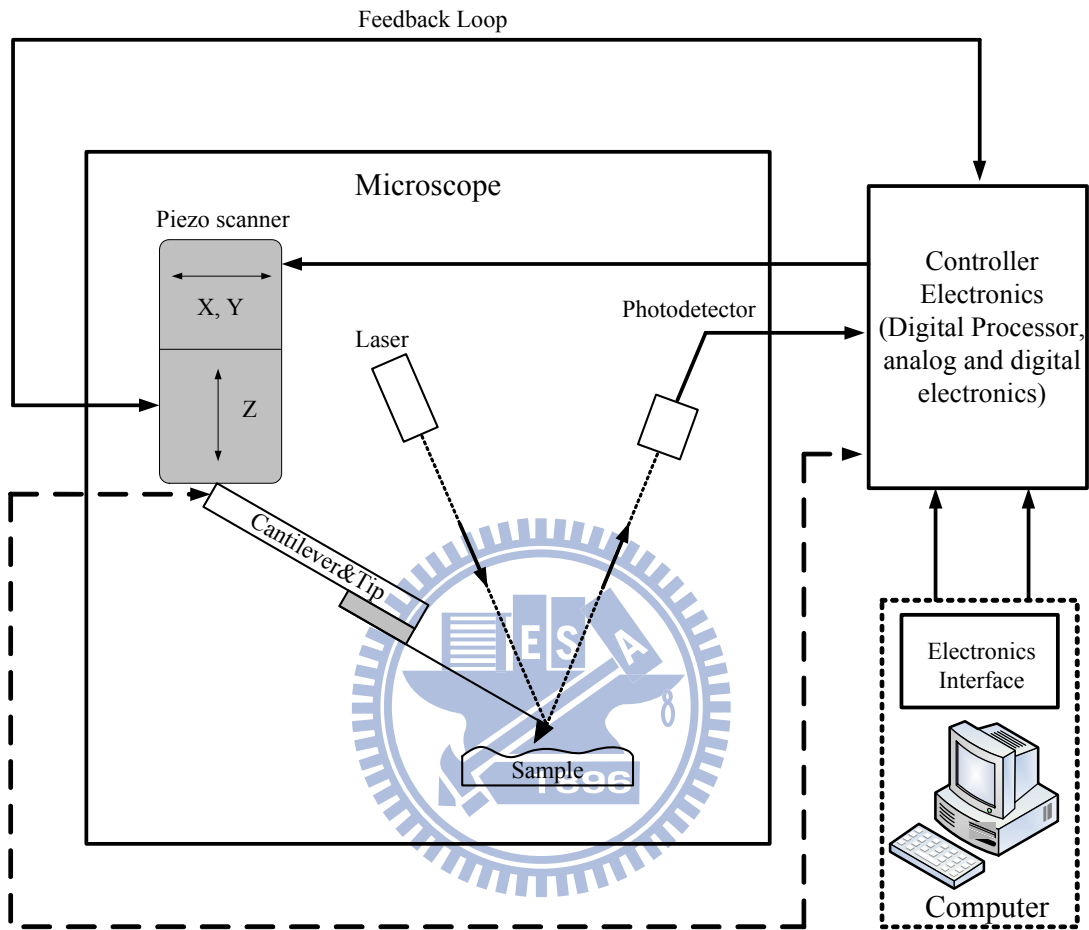 Feedback Loop
Microscope
Piezo scanner
X, Y
Z
Laser
Photodetector
Controller
Electronics
(Digital Processor,
analog and digital
electronics)
Cantilever&Tip
E S A
Sample
1896
Electronics
Interface
Computer